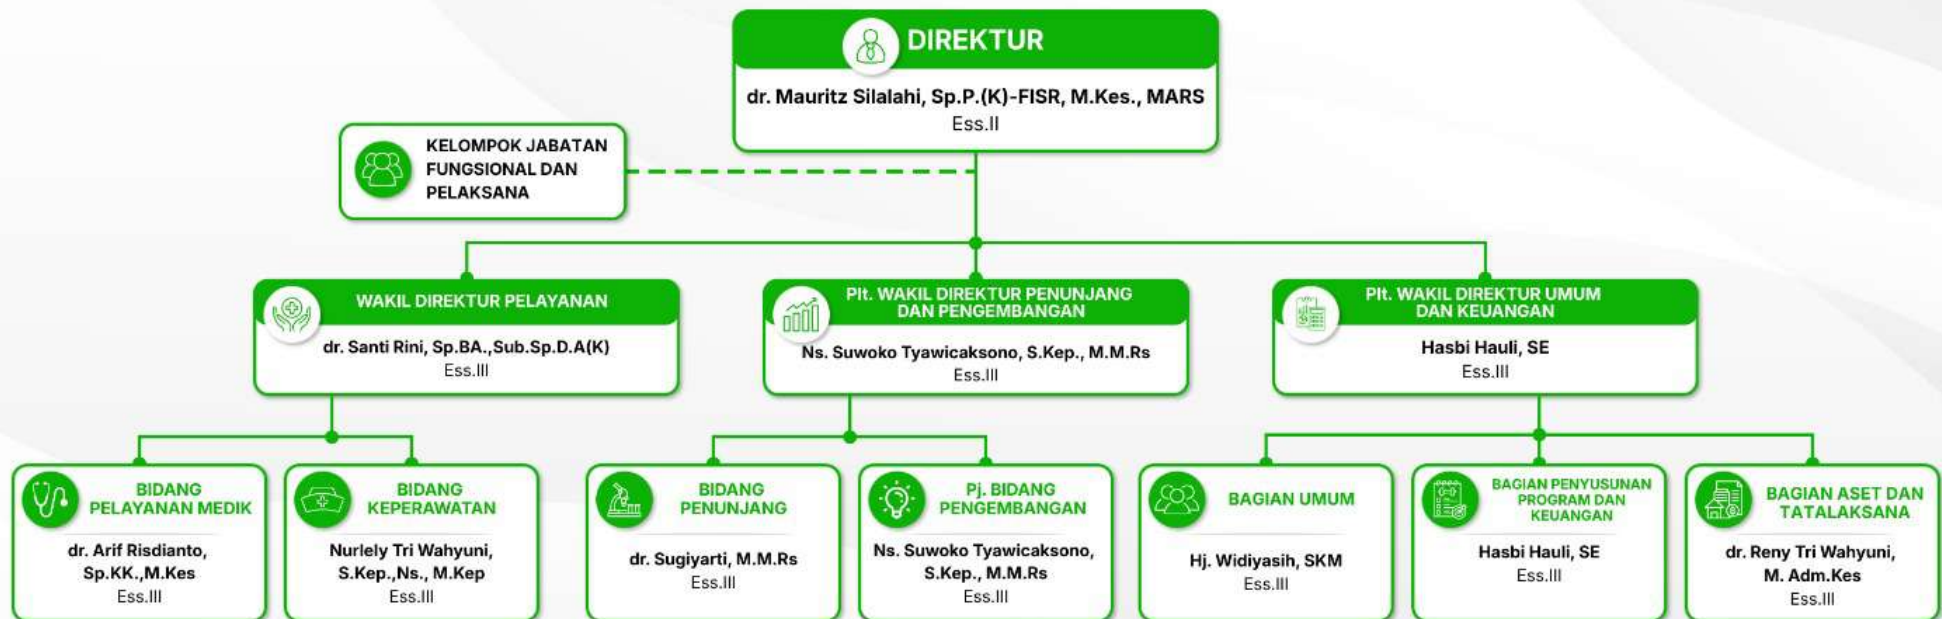 DIREKTUR
dr. Mauritz Silalahi, Sp.P.(K)-FISR, M.Kes., MARS
Ess.II
KELOMPOK JABATAN
FUNGSIONAL DAN
PELAKSANA
WAKIL DIREKTUR PELAYANAN
dr. Santi Rini, Sp.BA.,Sub.Sp.D.A(K)
Ess.III
Plt. WAKIL DIREKTUR PENUNJANG
DAN PENGEMBANGAN
Ns. Suwoko Tyawicaksono, S.Kep., M.M.Rs
Ess.III
Plt. WAKIL DIREKTUR UMUM
DAN KEUANGAN
Hasbi Hauli, SE
Ess.III
BIDANG
PELAYANAN MEDIK
dr. Arif Risdianto,
Sp.KK.,M.Kes
Ess.III
BIDANG
KEPERAWATAN
Nurlely Tri Wahyuni,
S.Kep.,Ns., M.Kep
Ess.III
BIDANG
PENUNJANG
dr. Sugiyarti, M.M.Rs
Ess.III
Pj. BIDANG
PENGEMBANGAN
Ns. Suwoko Tyawicaksono,
S.Kep., M.M.Rs
Ess.III
BAGIAN UMUM
Hj. Widiyasih, SKM
Ess.III
BAGIAN PENYUSUNAN
PROGRAM DAN
KEUANGAN
Hasbi Hauli, SE
Ess.III
BAGIAN ASET DAN
TATALAKSANA
dr. Reny Tri Wahyuni,
M. Adm.Kes
Ess.III